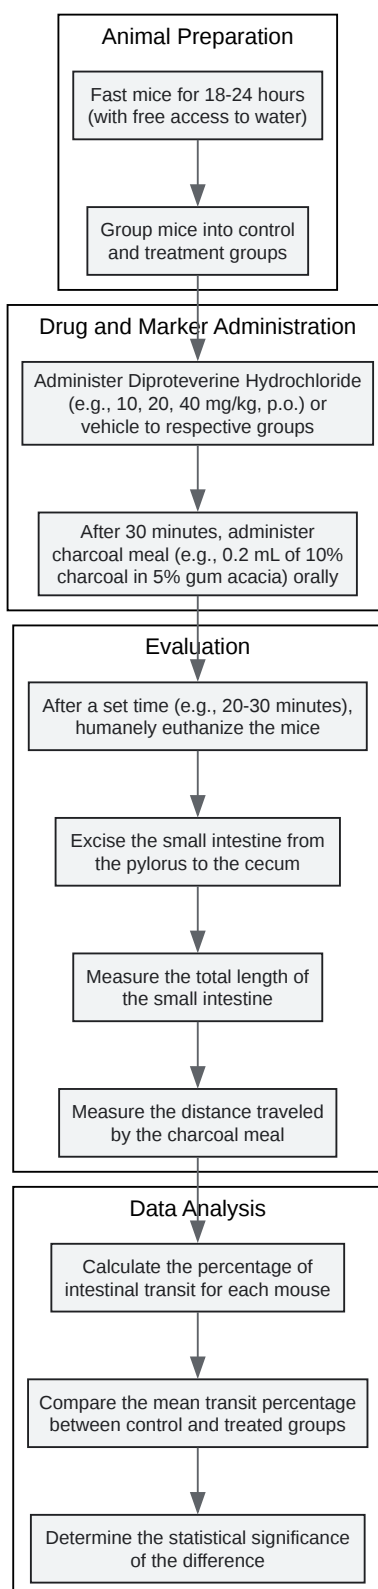 Animal Preparation
Fast mice for 18-24 hours
(with free access to water)
Group mice into control
and treatment groups
Drug and Marker Administration
Administer Diproteverine Hydrochloride
(e.g., 10, 20, 40 mg/kg, p.o.) or
vehicle to respective groups
After 30 minutes, administer
charcoal meal (e.g., 0.2 mL of 10%
charcoal in 5% gum acacia) orally
Evaluation
After a set time (e.g., 20-30 minutes),
humanely euthanize the mice
Excise the small intestine from
the pylorus to the cecum
Measure the total length of
the small intestine
Measure the distance traveled
by the charcoal meal
Data Analysis
Calculate the percentage of
intestinal transit for each mouse
Compare the mean transit percentage
between control and treated groups
Determine the statistical significance
of the difference